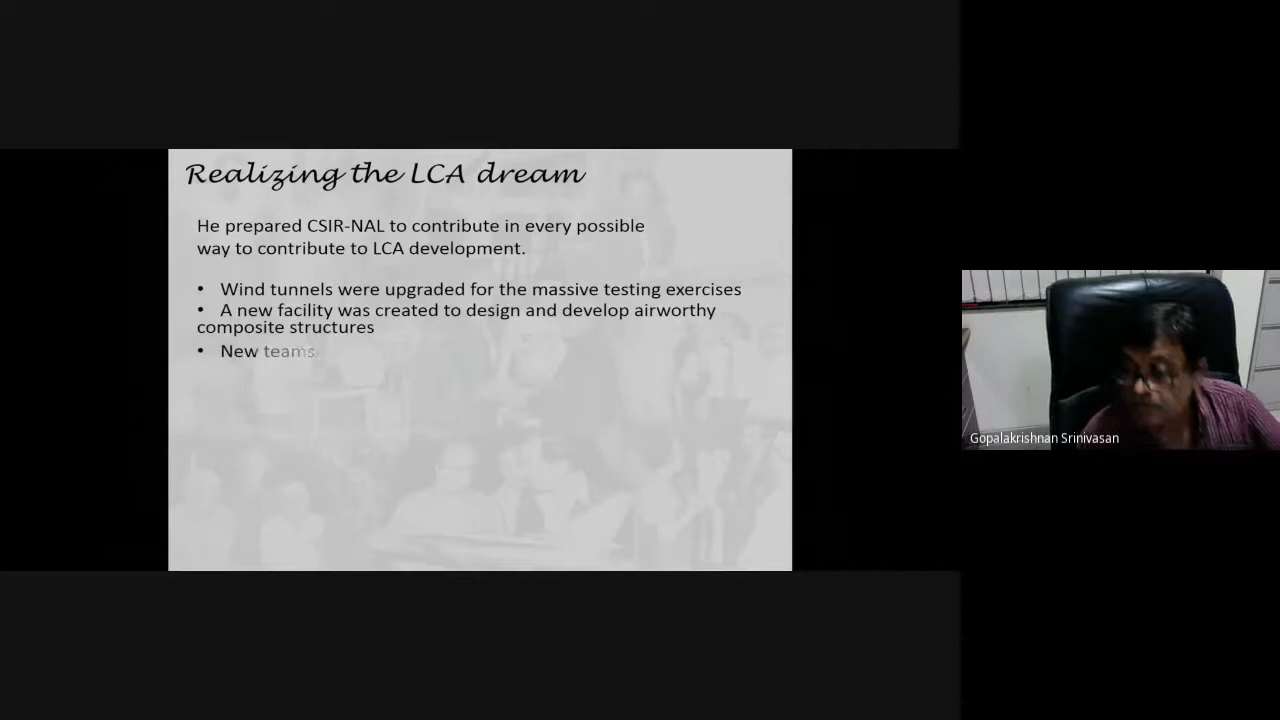 Realizing the LCA dream
He prepared CSIR-NAL to contribute in every possible
way to contribute to LCA development.
• Wind tunnels were upgraded for the massive testing exercises
• A new facility was created to design and develop airworthy
composite structures
• New teams
Gopalakrishnan Srinivasan